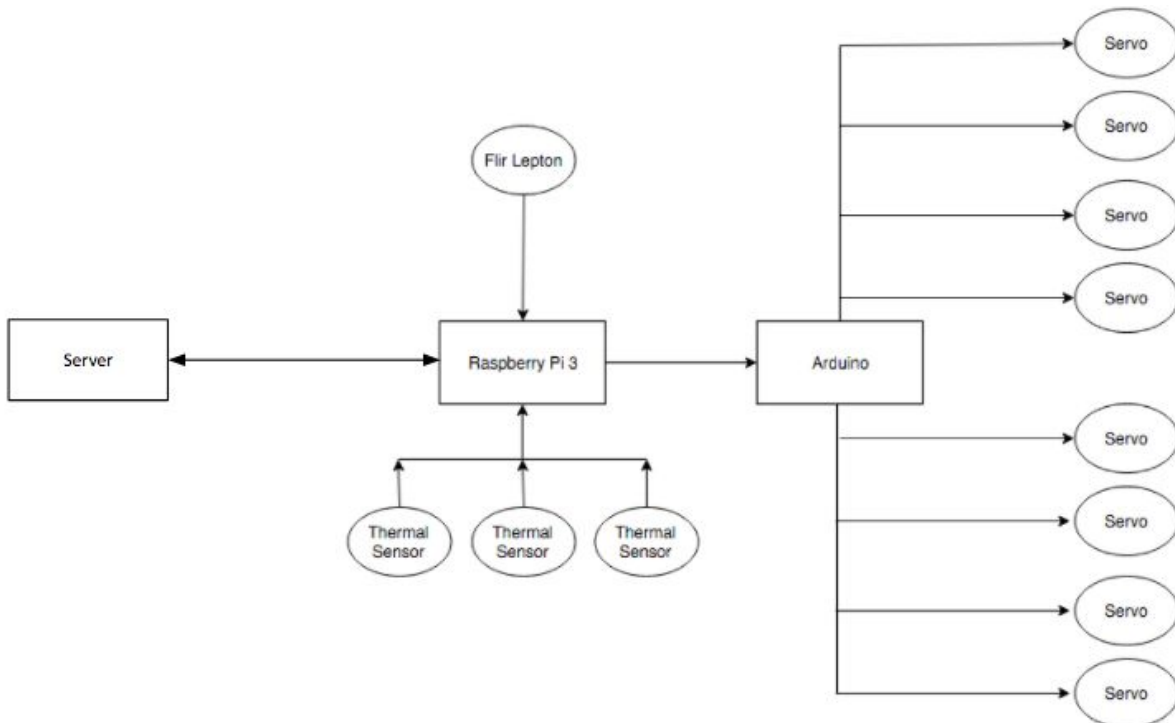 Servo
Servo
Flir Lepton
Servo
Servo
Server
Raspberry Pi 3
Arduino
Servo
Thermal
Sensor
Thermal
Sensor
Thermal
Sensor
Servo
Servo
Servo